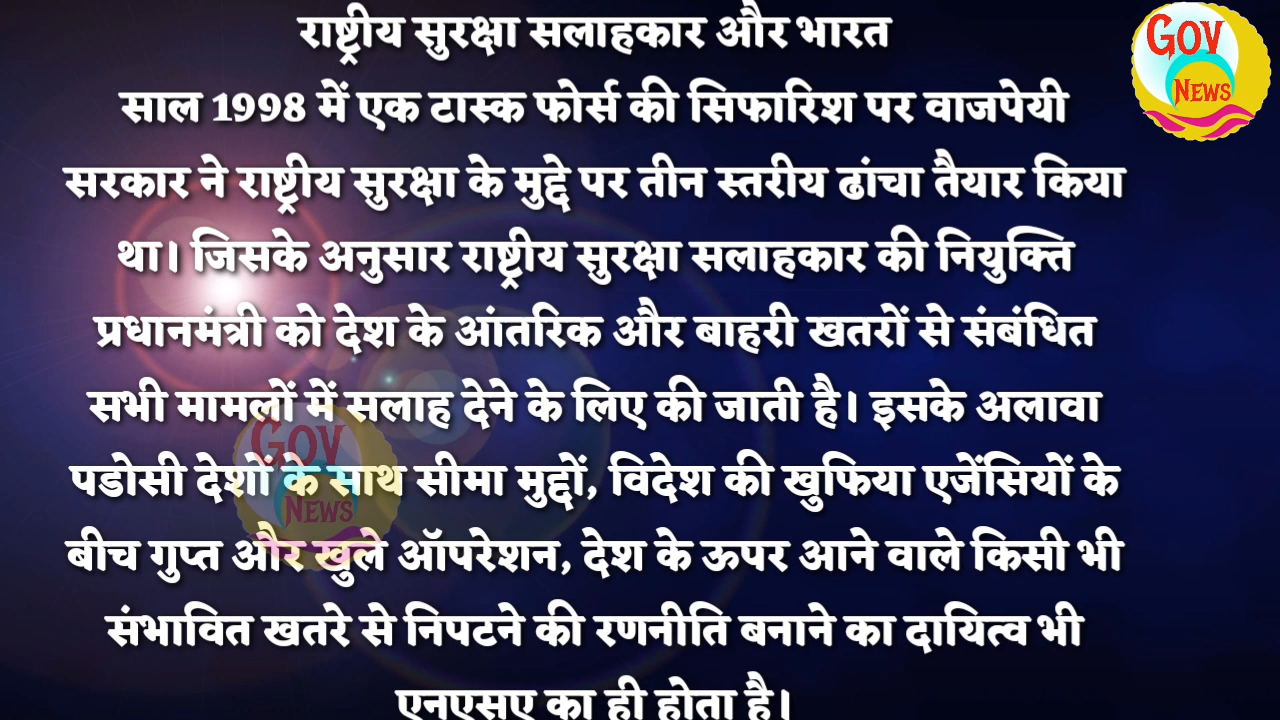 राष्ट्रीय सुरक्षा सलाहकार और भारत
साल 1998 में एक टास्क फोर्स की सिफारिश पर वाजपेयी
सरकार ने राष्ट्रीय सुरक्षा के मुद्दे पर तीन स्तरीय ढांचा तैयार किया
था। जिसके अनुसार राष्ट्रीय सुरक्षा सलाहकार की नियुक्ति
प्रधानमंत्री को देश के आंतरिक और बाहरी खतरों से संबंधित
सभी मामलों में सलाह देने के लिए की जाती है। इसके अलावा
पडोसी देशों के साथ सीमा मुद्दों, विदेश की खुफिया एजेंसियों के
बीच गुप्त और खुले ऑपरेशन, देश के ऊपर आने वाले किसी भी
संभावित खतरे से निपटने की रणनीति बनाने का दायित्व भी
एनएसए का ही होता है।
GOV
NEWS
GOV
NEWS